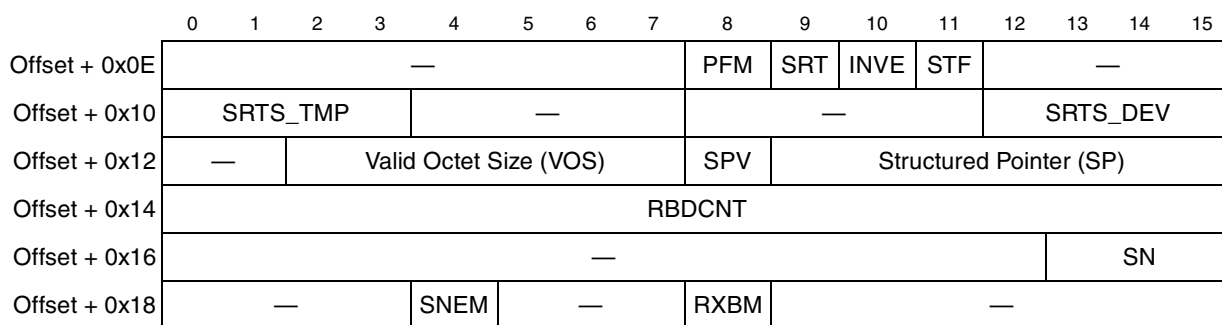 0 1 2 3 4 5 6 7 8 9 10 11 12 13 14 15
Offset + 0x0E — PFM SRT INVE STF —
Offset + 0x10 SRTS_TMP — — SRTS_DEV
Offset + 0x12 — Valid Octet Size (VOS) SPV Structured Pointer (SP)
Offset + 0x14 RBDCNT
Offset + 0x16 — SN
Offset + 0x18 — SNEM — RXBM —